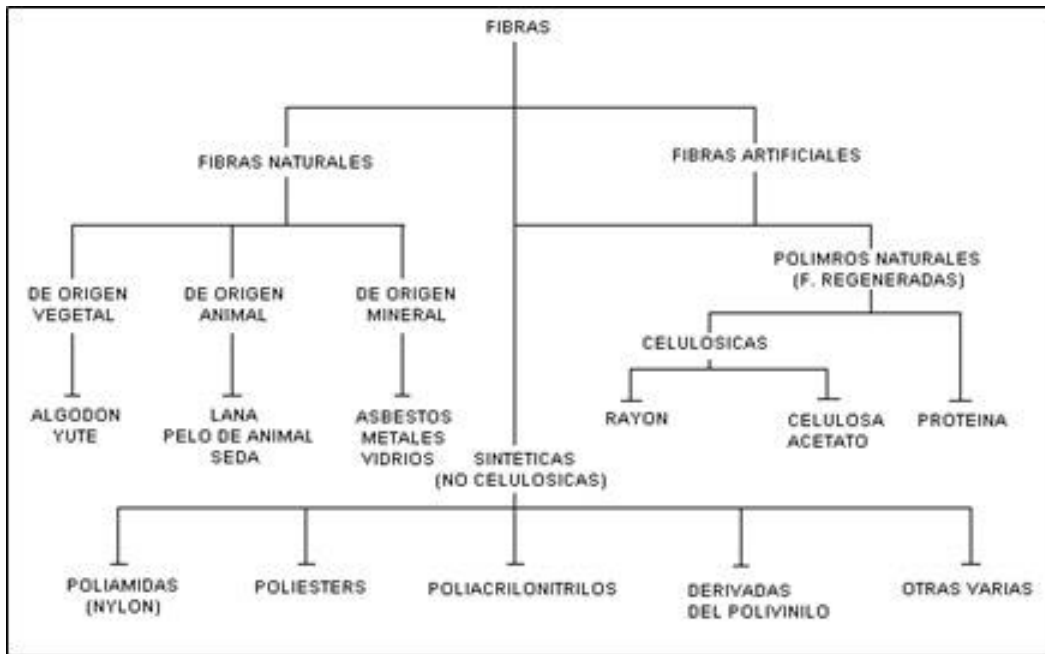 FIBRAS
FIBRAS NATURALES
FIBRAS ARTIFICIALES
POLIMROS NATURALES
(F. REGENERADAS)
DE ORIGEN
VEGETAL
DE ORIGEN
ANIMAL
DE ORIGEN
MINERAL
CELULOSICAS
ALGODON
YUTE
LANA
PELO DE ANIMAL
SEDA
ASBESTOS
METALES
VIDRIOS
RAYON
CELULOSA
ACETATO
PROTEINA
SINTETICAS
(NO CELULOSICAS)
POLIAMIDAS
(NYLON)
POLIESTERS
POLIACRILONITRILOS
DERIVADAS
DEL POLIVINILO
OTRAS VARIAS